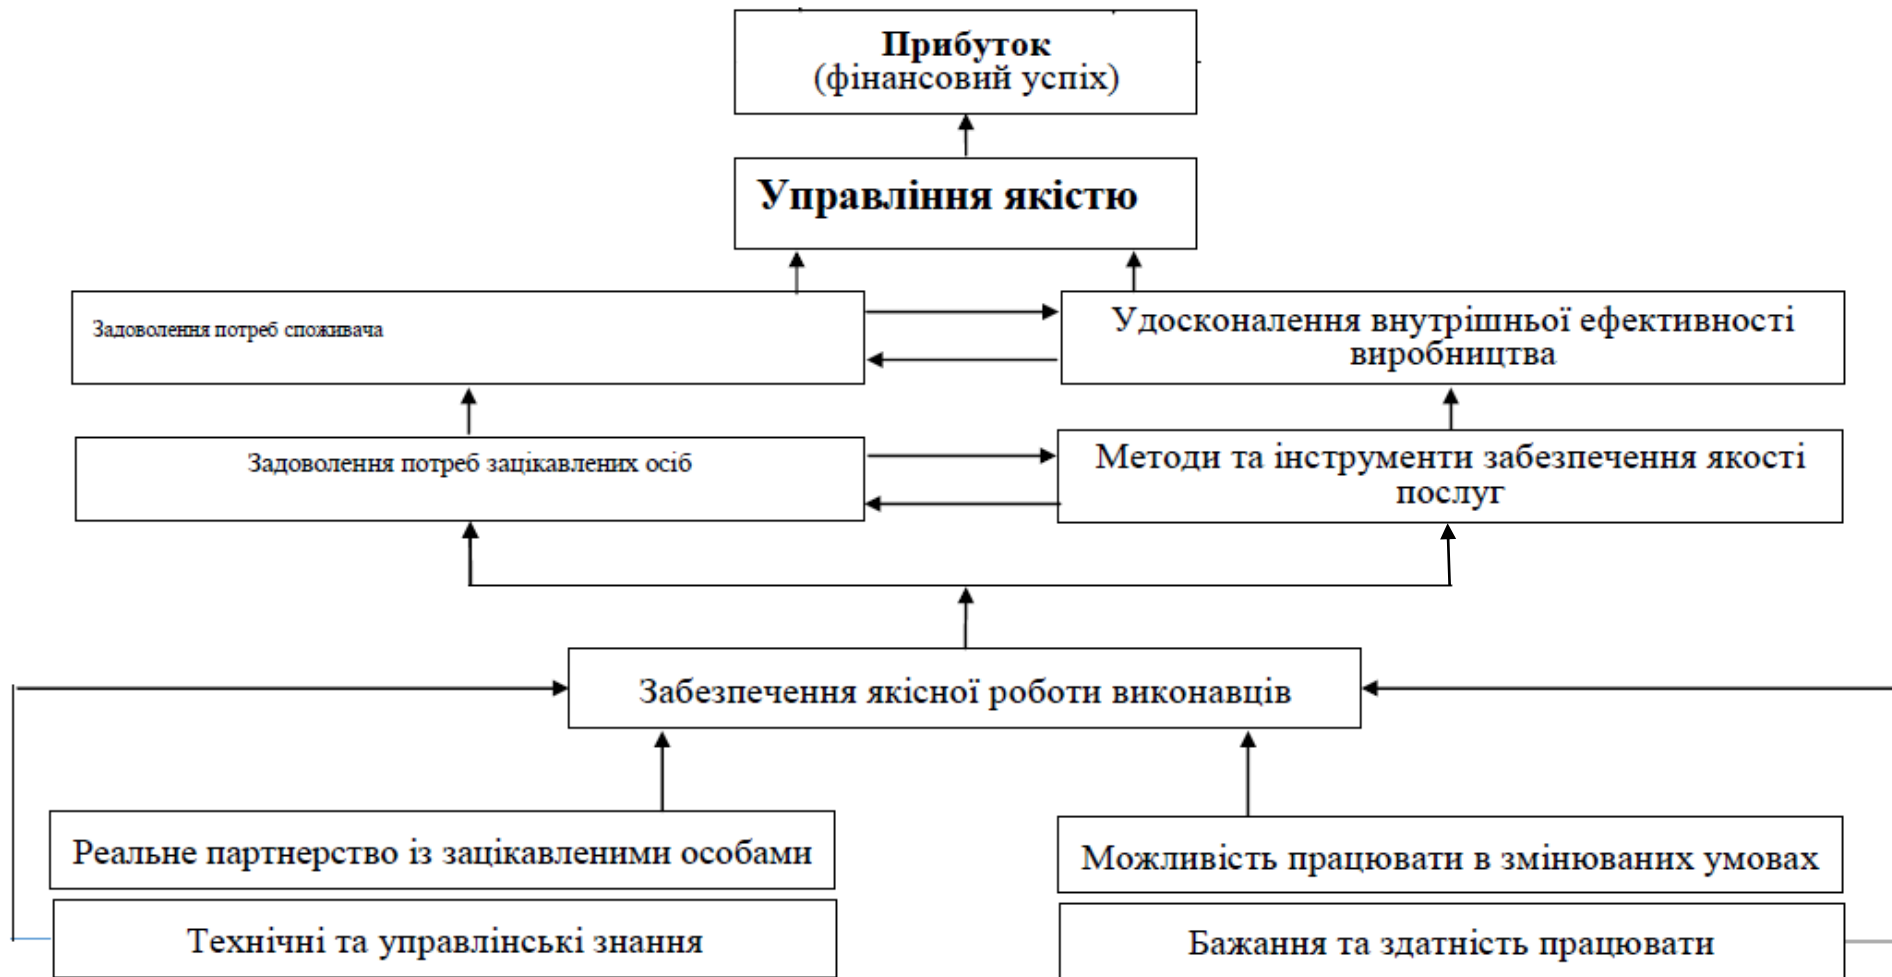 Прибуток
(фінансовий успіх)
Управління якістю
Задоволення потреб споживача
Удосконалення внутрішньої ефективності
виробництва
Задоволення потреб зацікавлених осіб
Методи та інструменти забезпечення якості
послуг
Забезпечення якісної роботи виконавців
Реальне партнерство із зацікавленими особами
Можливість працювати в змінюваних умовах
Технічні та управлінські знання
Бажання та здатність працювати